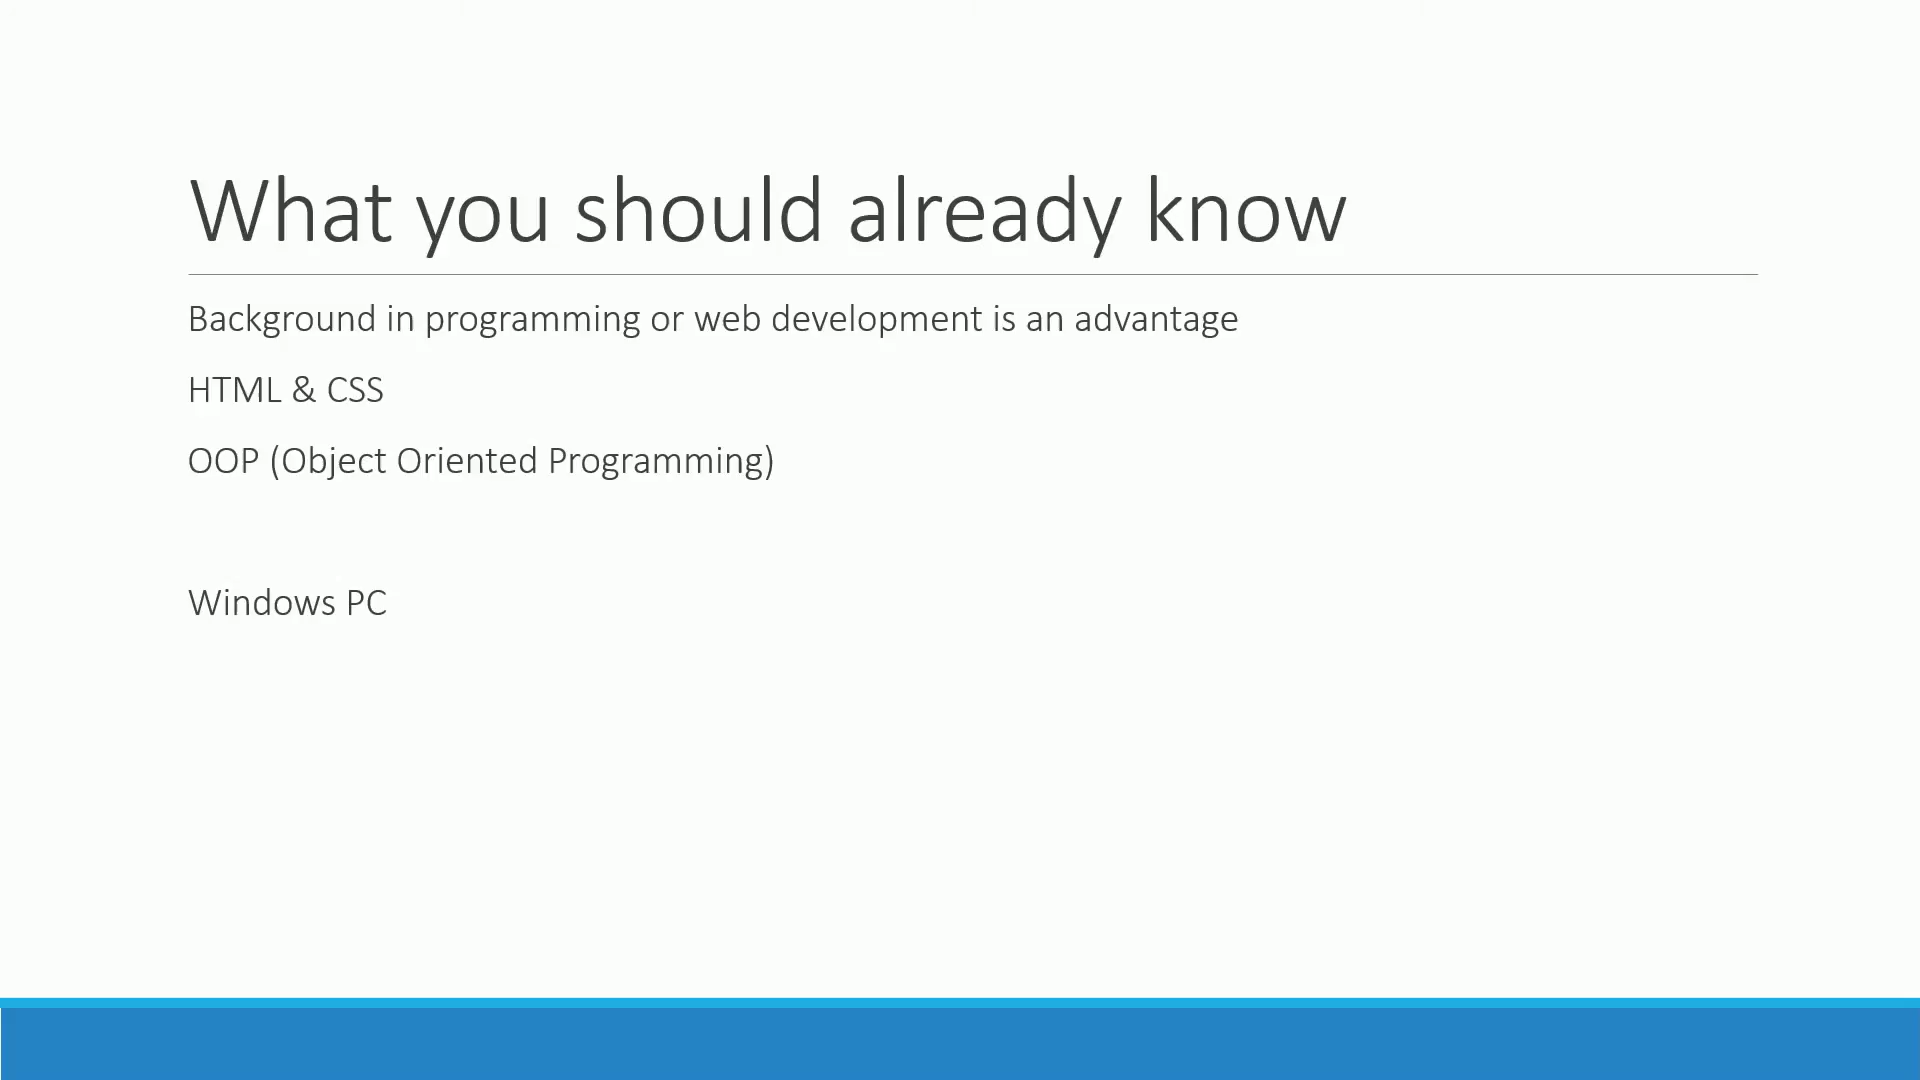 What you should already know
Background in programming or web development is an advantage
HTML & CSS
OOP (Object Oriented Programming)
Windows PC